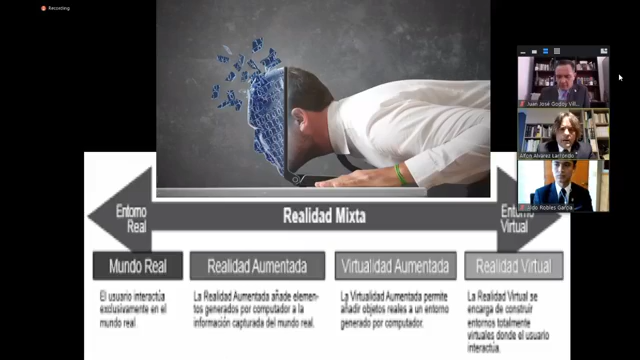 Recording
Juan José Godoy Vill...
Alfons Alvarez Larrondo
Aldo Robles Garcia
Entorno
Real
Realidad Mixta
Entorno
Virtual
Mundo Real
Realidad Aumentada
Virtualidad Aumentada
Realidad Virtual
El usuario interactúa
exclusivamente en el
mundo real.
La Realidad Aumentada añade elemen-
tos generados por computador a la
información capturada del mundo real.
La Virtualidad Aumentada permite
añadir objetos reales a un entorno
generado por computador.
La Realidad Virtual se
encarga de construir
entornos totalmente
virtuales donde el usuario
interactúa.